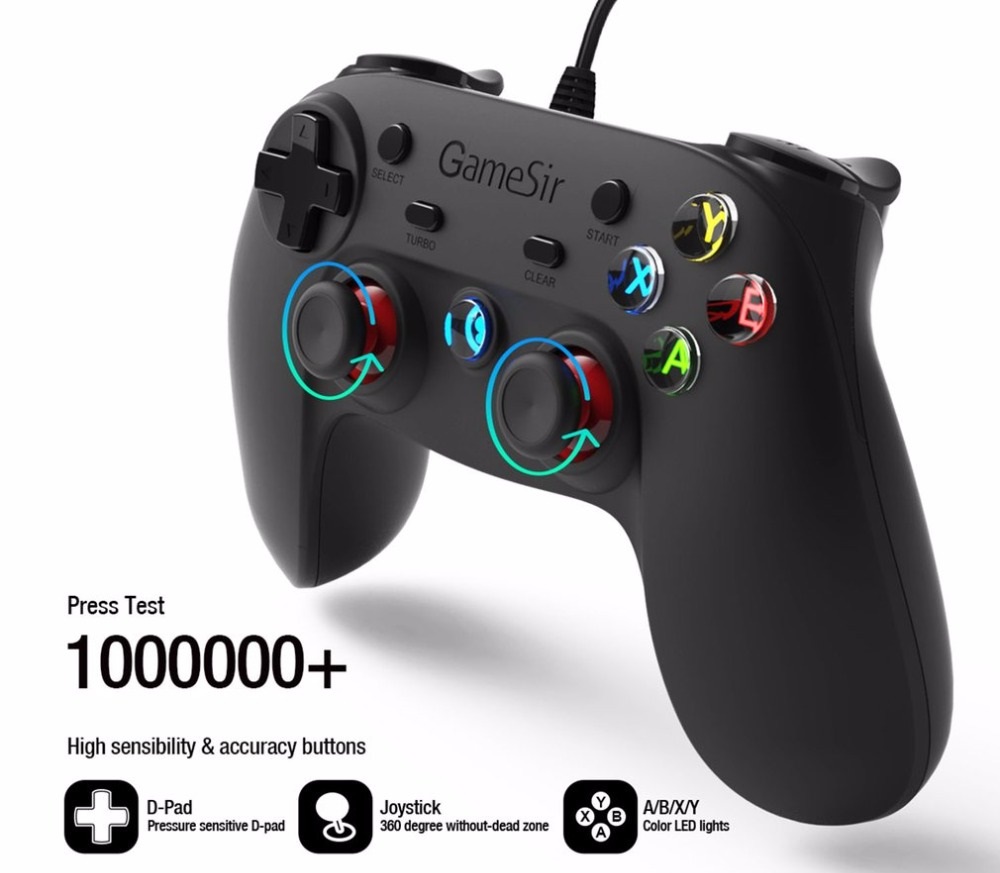 GameSir
SELECT
START
TURBO
CLEAR
Y
X
B
A
Press Test
1000000+
High sensibility & accuracy buttons
D-Pad
Pressure sensitive D-pad
Joystick
360 degree without-dead zone
Y
X B
A
A/B/X/Y
Color LED lights